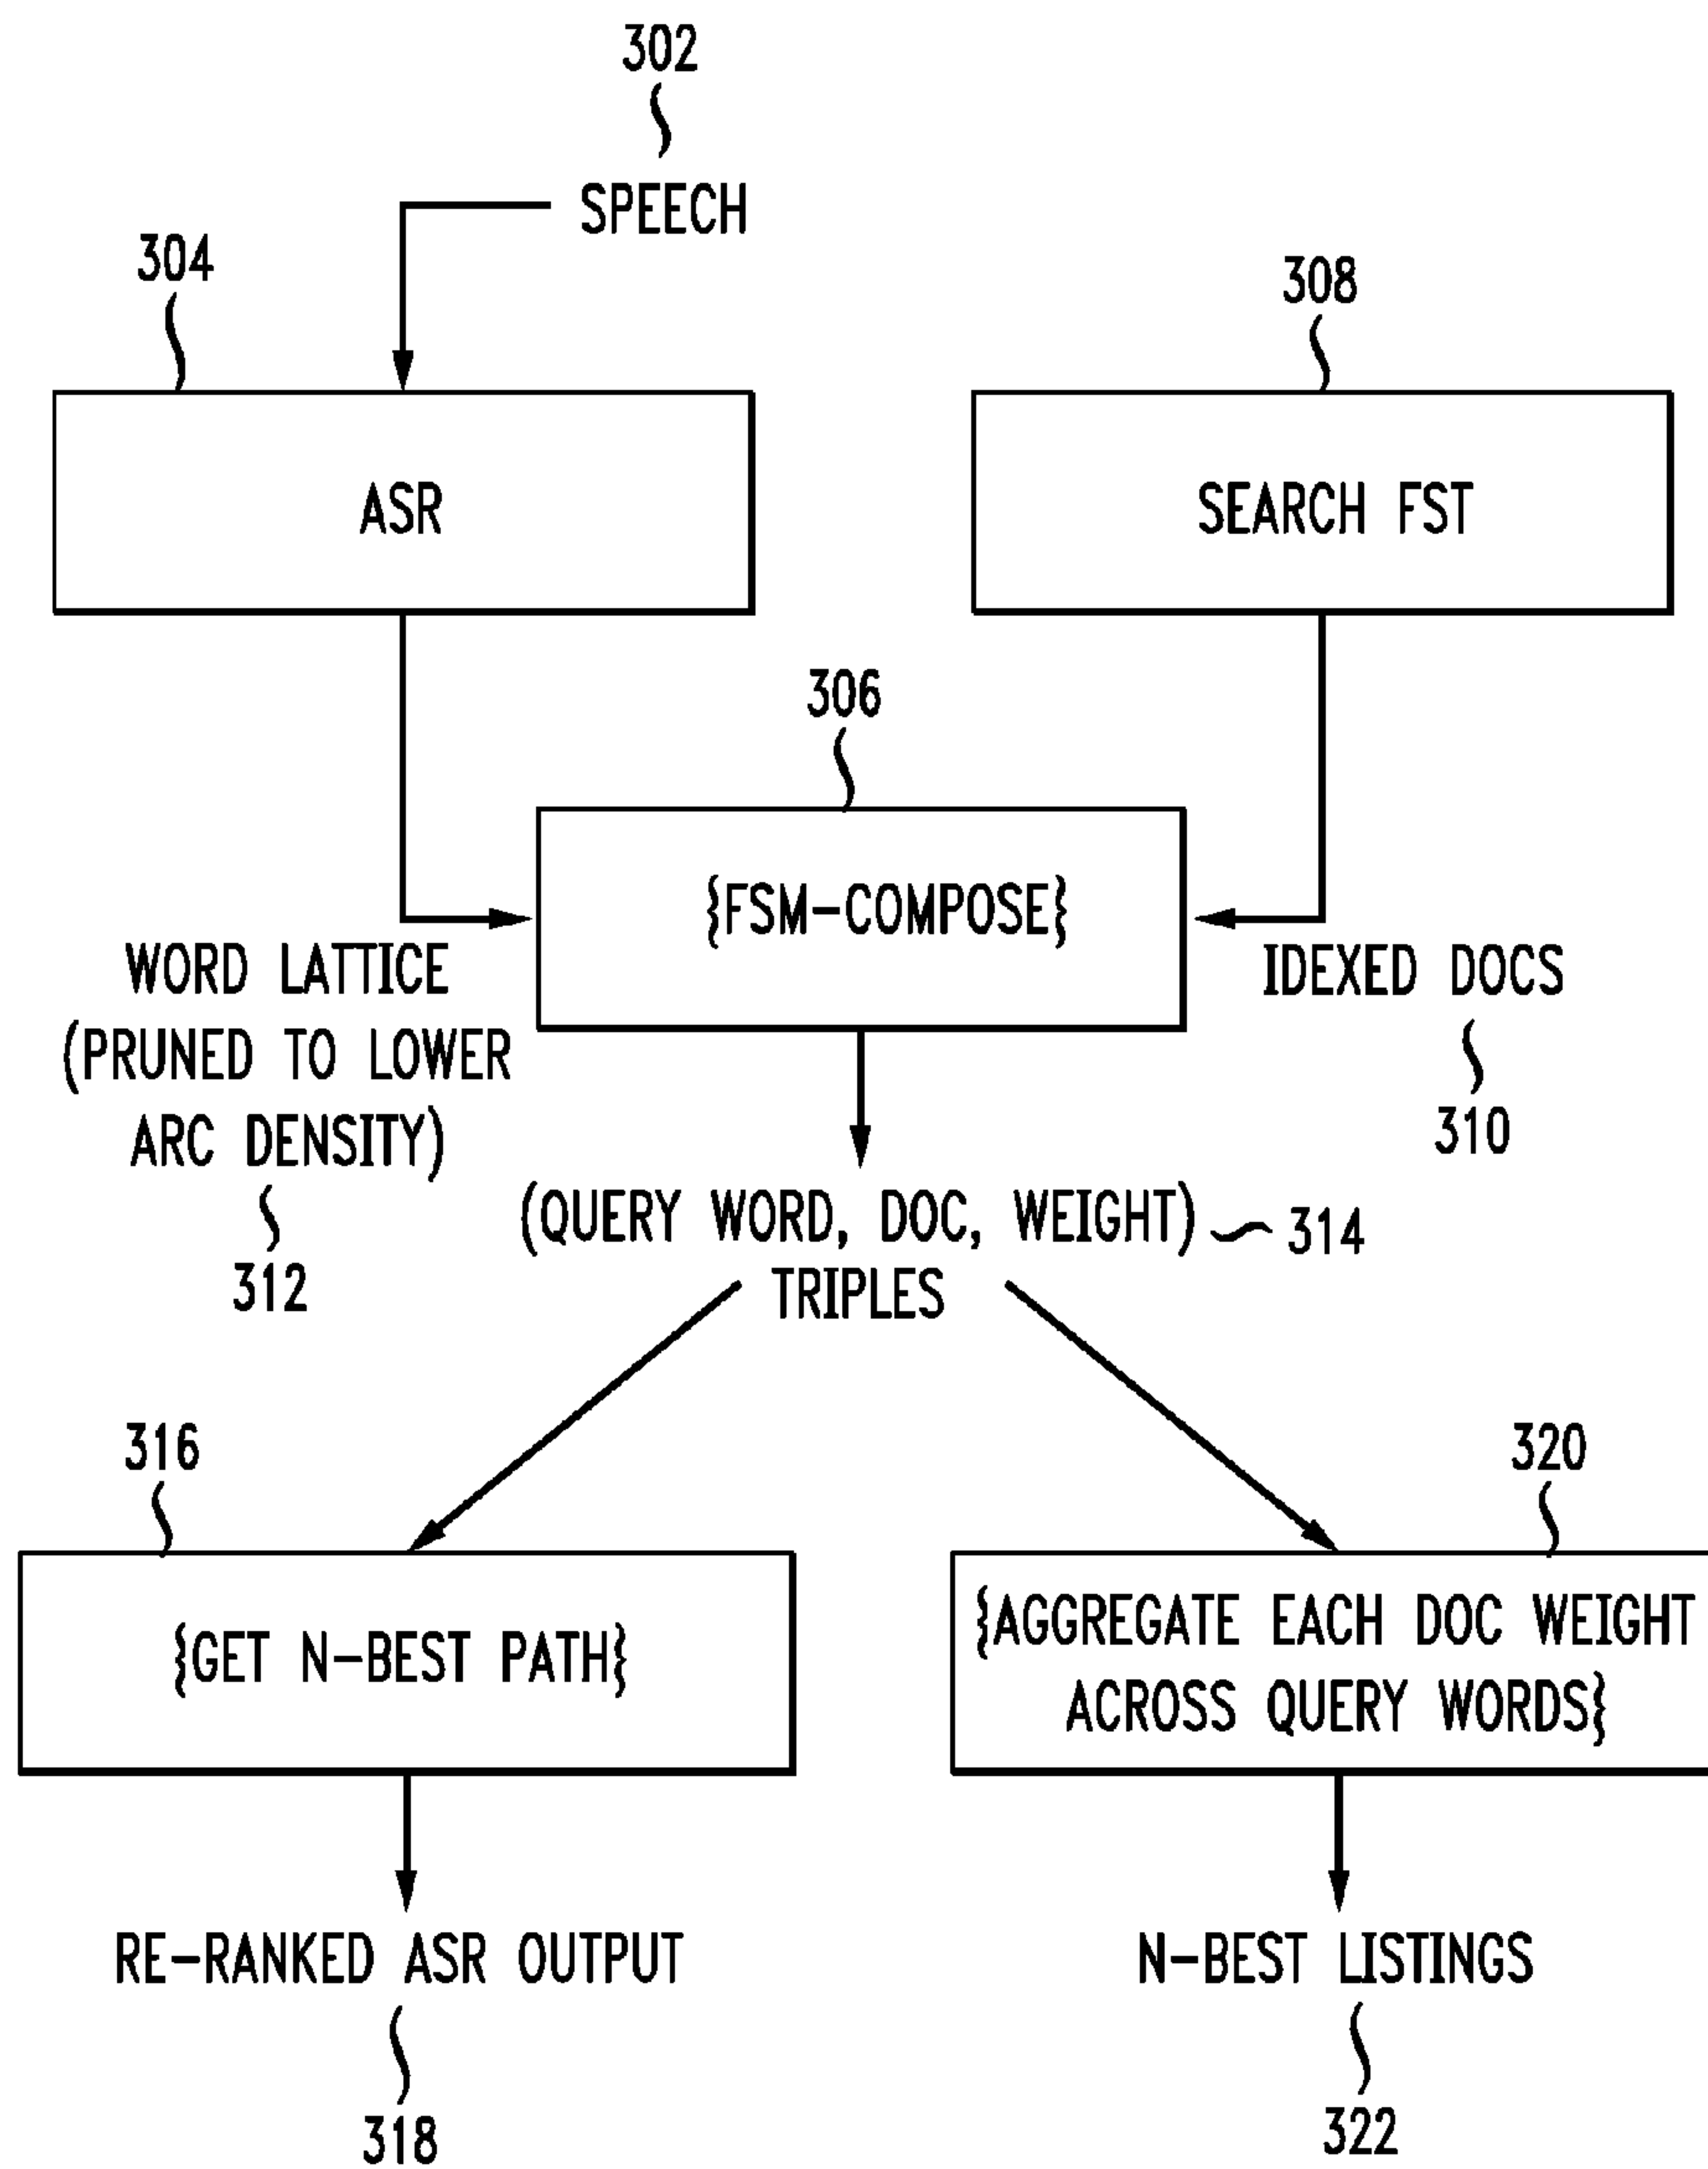 302
SPEECH
304
308
ASR
SEARCH FST
306
{FSM-COMPOSE}
WORD LATTICE
(PRUNED TO LOWER
ARC DENSITY)
312
IDEXED DOCS
310
(QUERY WORD, DOC, WEIGHT)
TRIPLES
314
316
320
{GET N-BEST PATH}
{AGGREGATE EACH DOC WEIGHT
ACROSS QUERY WORDS}
RE-RANKED ASR OUTPUT
N-BEST LISTINGS
318
322